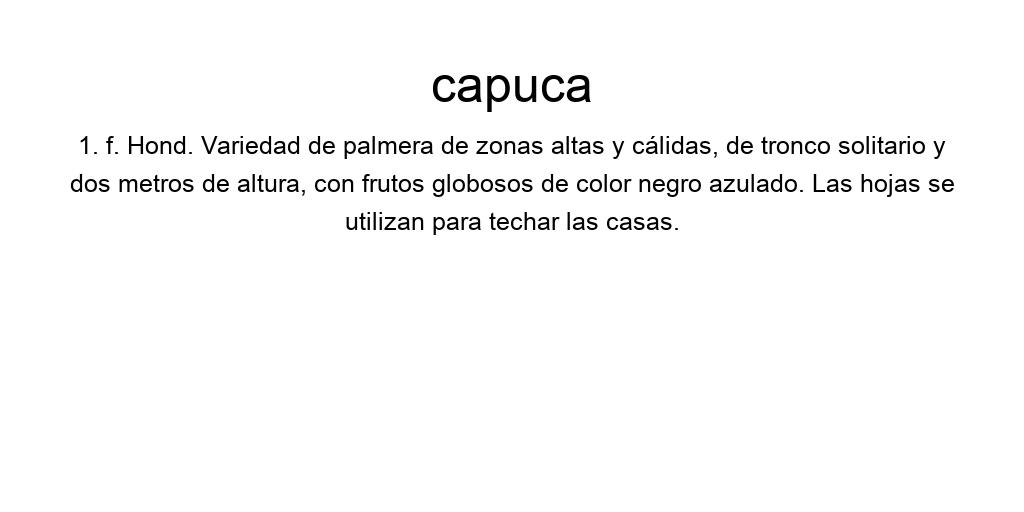 capuca
1. f. Hond. Variedad de palmera de zonas altas y cálidas, de tronco solitario y
dos metros de altura, con frutos globosos de color negro azulado. Las hojas se
utilizan para techar las casas.